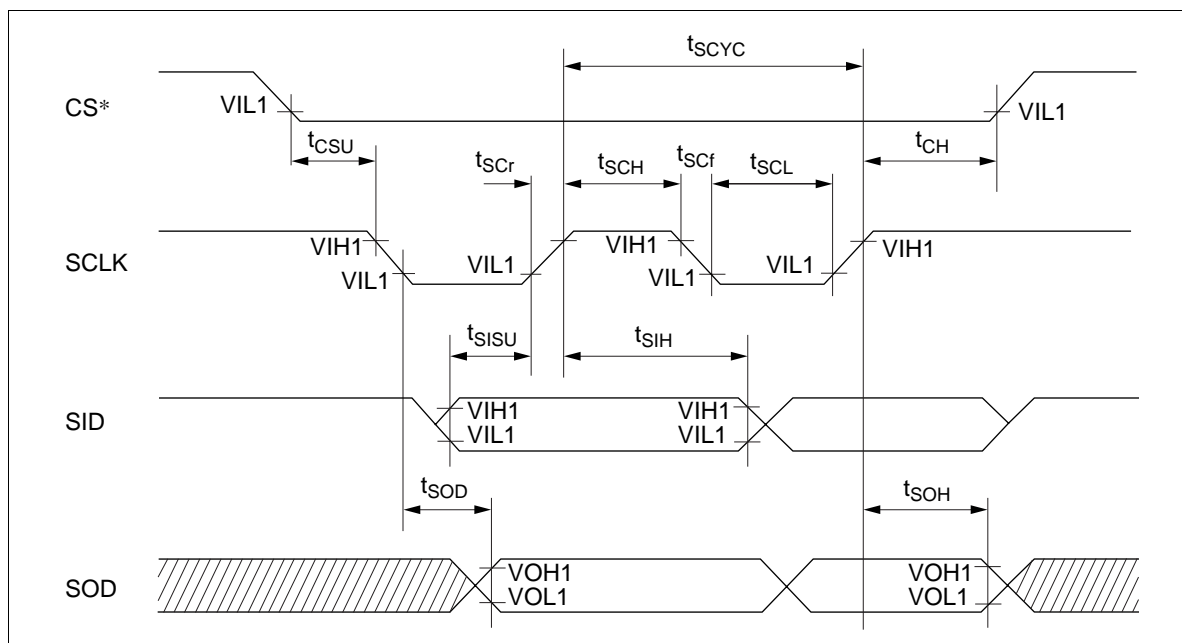 tSCYC
CS*
VIL1
VIL1
tCSU
tSCr
tSCH
tSCf
tSCL
tCH
SCLK
VIH1
VIL1
VIL1
VIH1
VIL1
VIL1
VIH1
tSISU
tSIH
SID
VIH1
VIL1
VIH1
VIL1
tSOD
tSOH
SOD
VOH1
VOL1
VOH1
VOL1